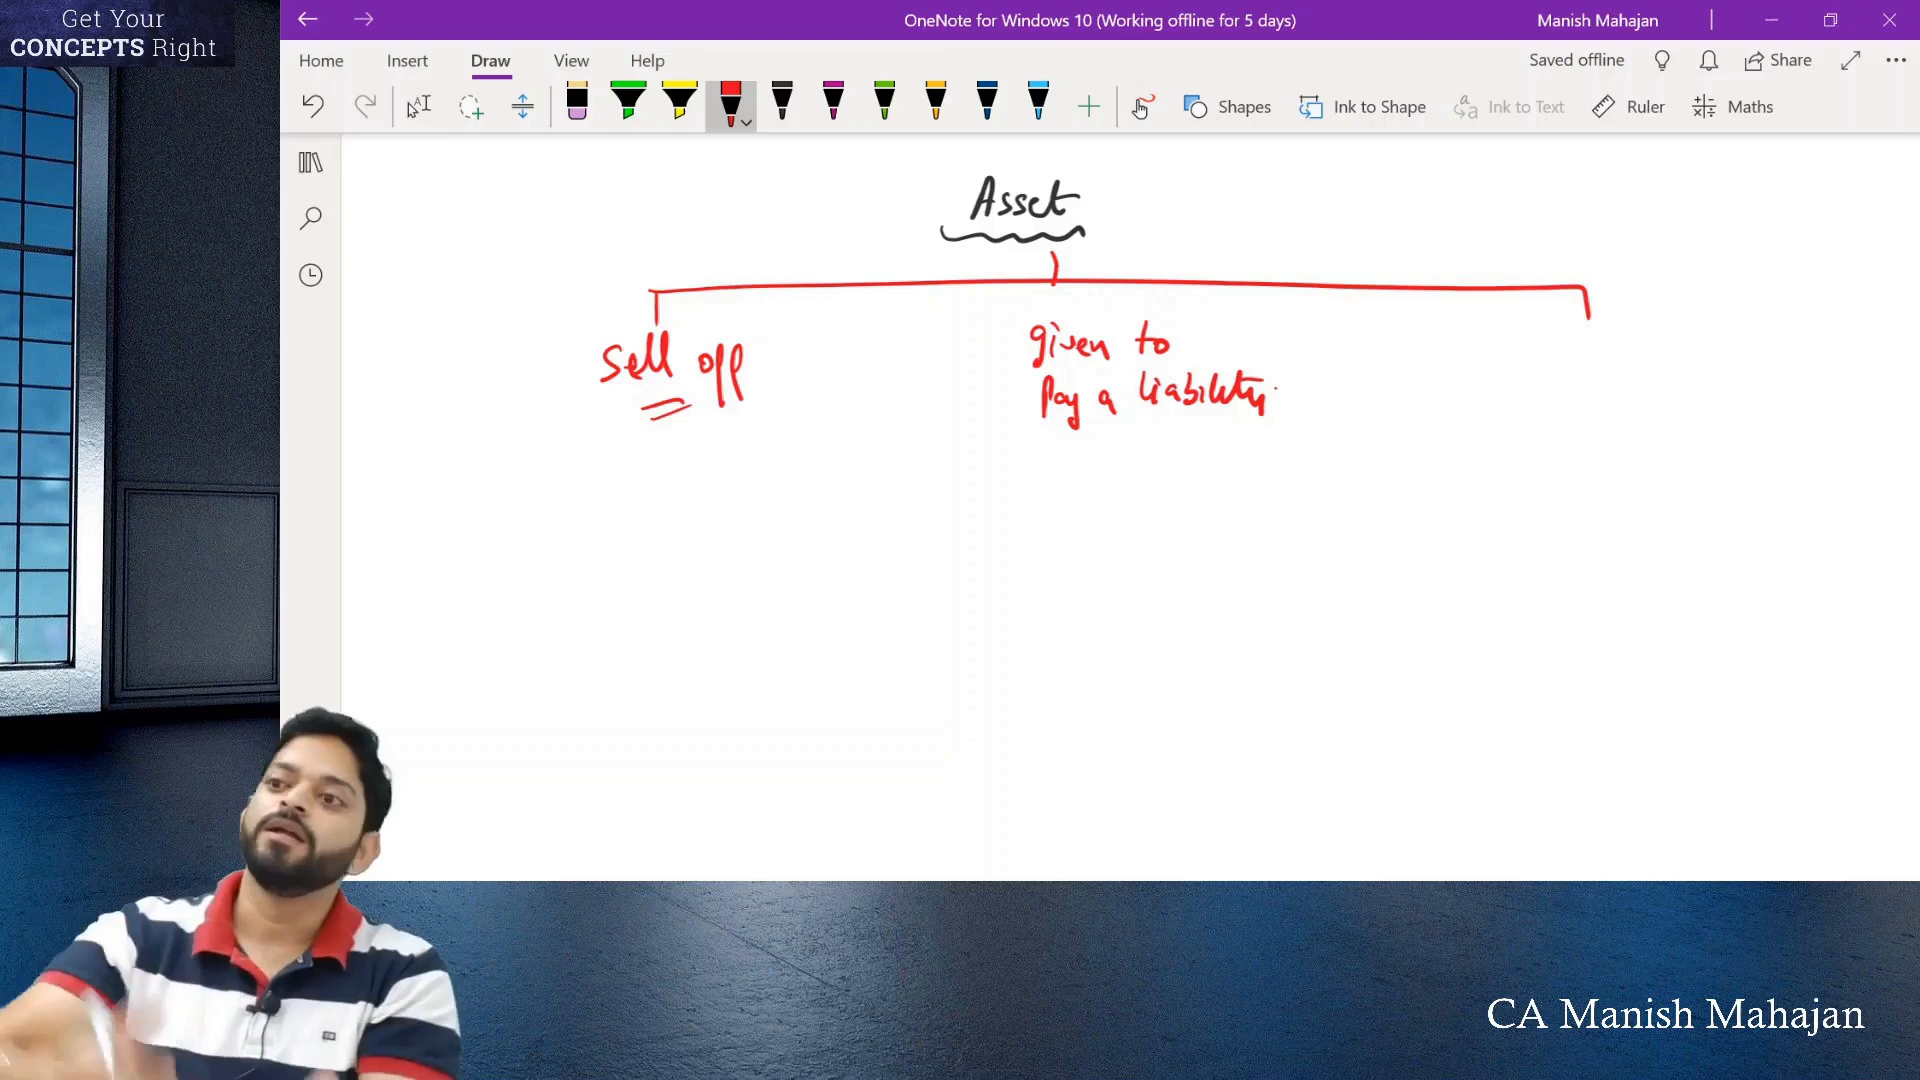 Get Your
CONCEPTS Right
OneNote for Windows 10 (Working offline for 5 days)
Manish Mahajan
Home
Insert
Draw
View
Help
Saved offline
Share
Shapes
Ink to Shape
Ink to Text
Ruler
Maths
Asset
Sell off
given to
Pay a liability
CA Manish Mahajan